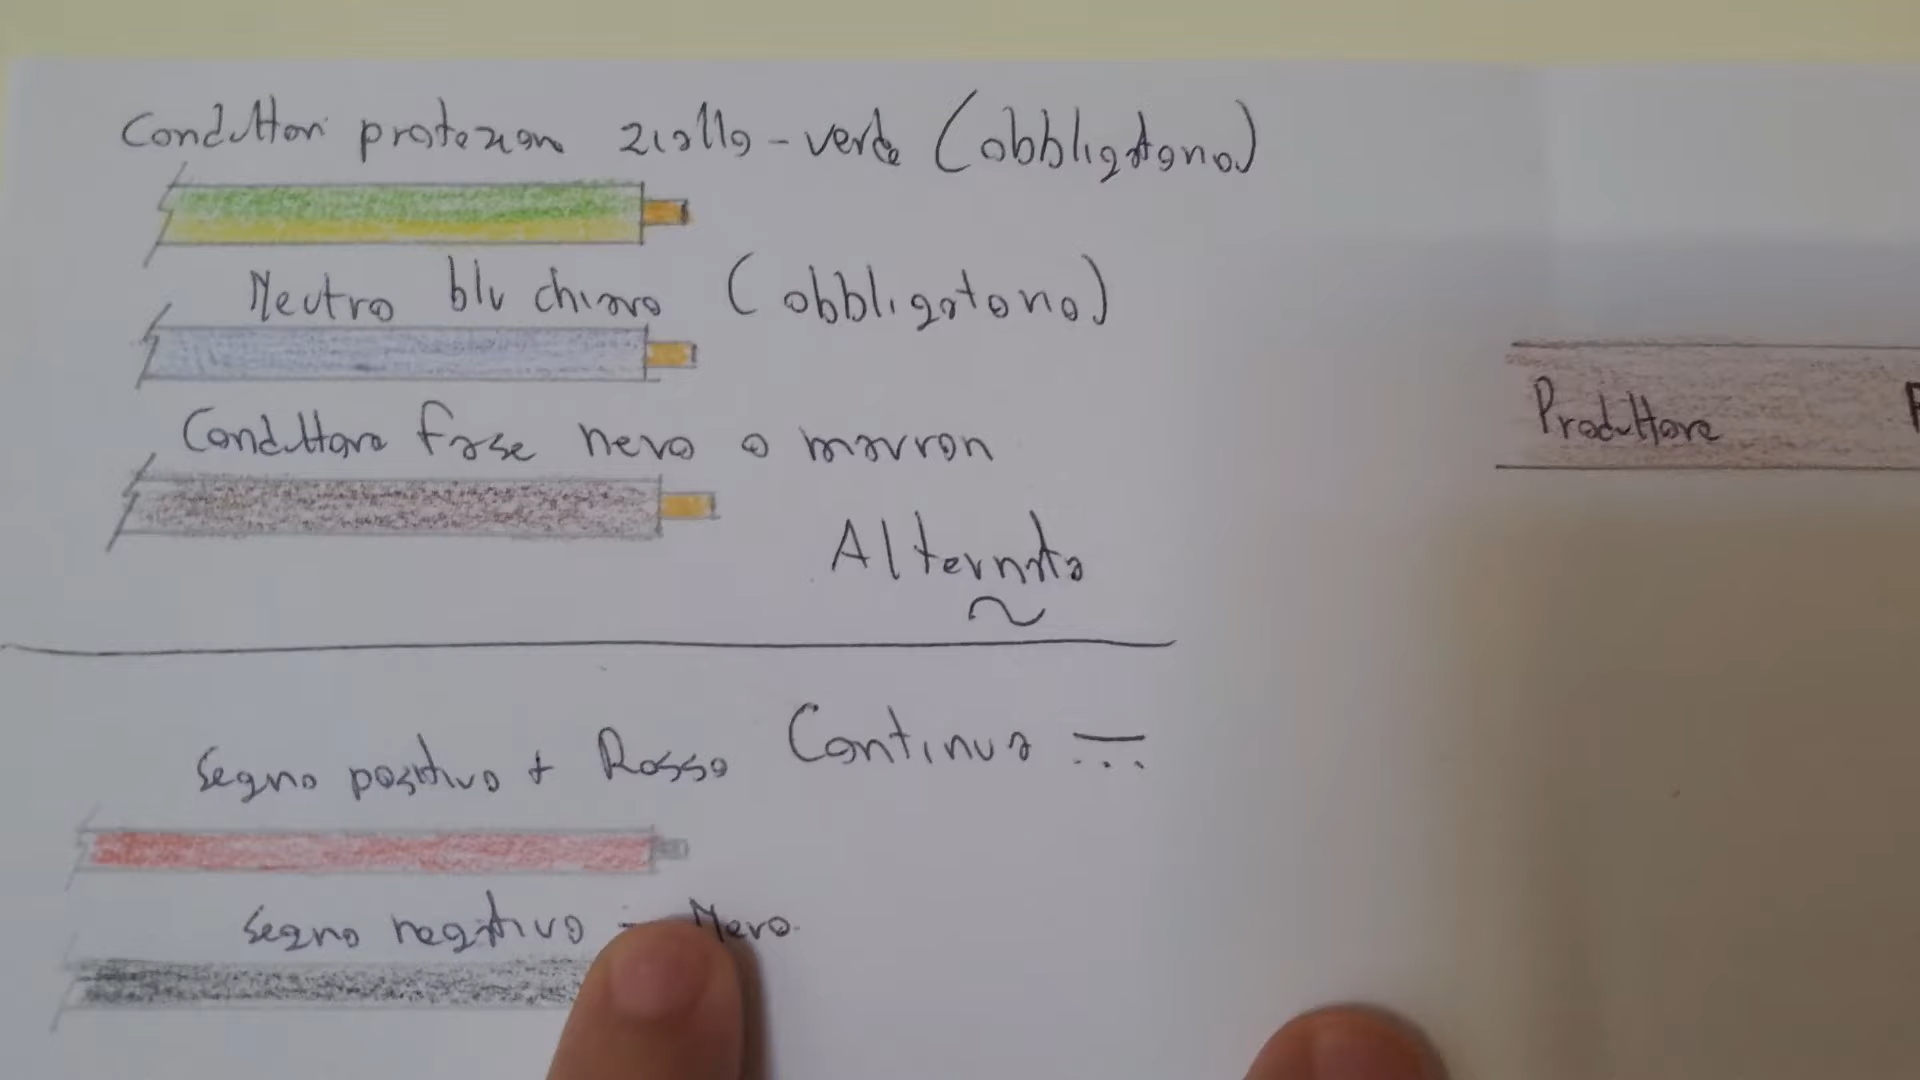 Conduttori protezion giallo-verde (obbligatorio)
Neutro blu chiaro (obbligatorio)
Conduttore fase nero o marron
Alternata
~
Produttore
Segno positivo + Rosso
Continua
Segno negativo - Nero